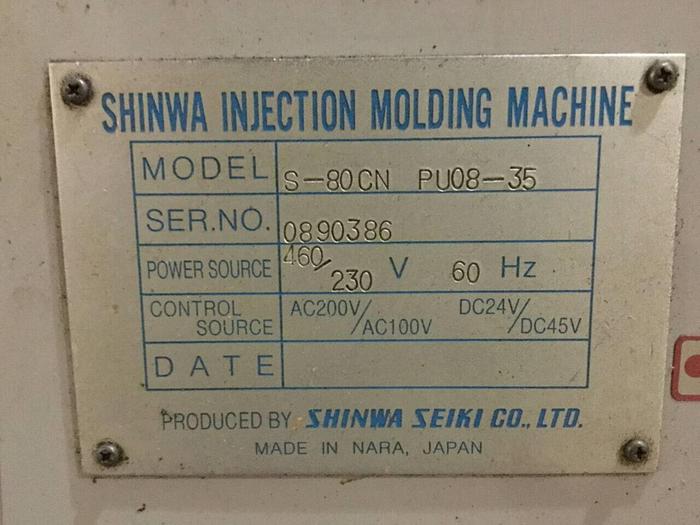 SHINWA INJECTION MOLDING MACHINE
MODEL S-80CN PU08-35
SER.NO. 0890386
POWER SOURCE 460/230 V 60 Hz
CONTROL SOURCE AC200V/AC100V DC24V/DC45V
DATE
PRODUCED BY SHINWA SEIKI CO., LTD.
MADE IN NARA, JAPAN